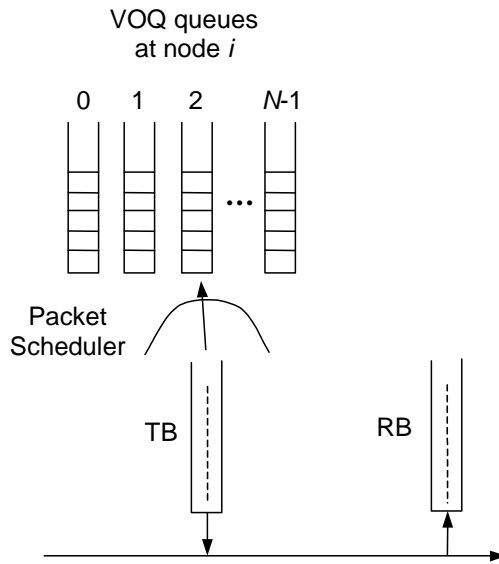 VOQ queues
at node i
0 1 2 N-1
...
Packet
Scheduler
TB
RB